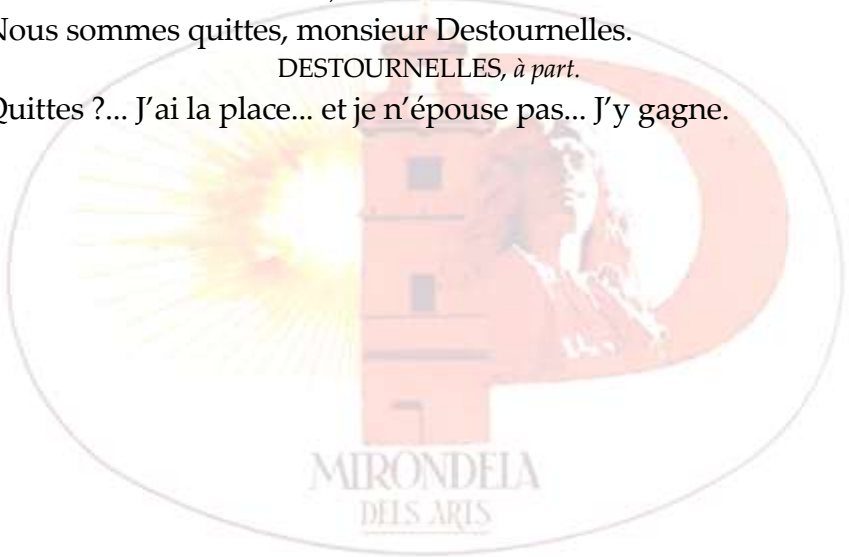 Nous sommes quittes, monsieur Destournelles.
DESTOURNELLES, à part.
Quittes ?... J'ai la place... et je n'épouse pas... J'y gagne.
MIRONDELA
DELS ARTS